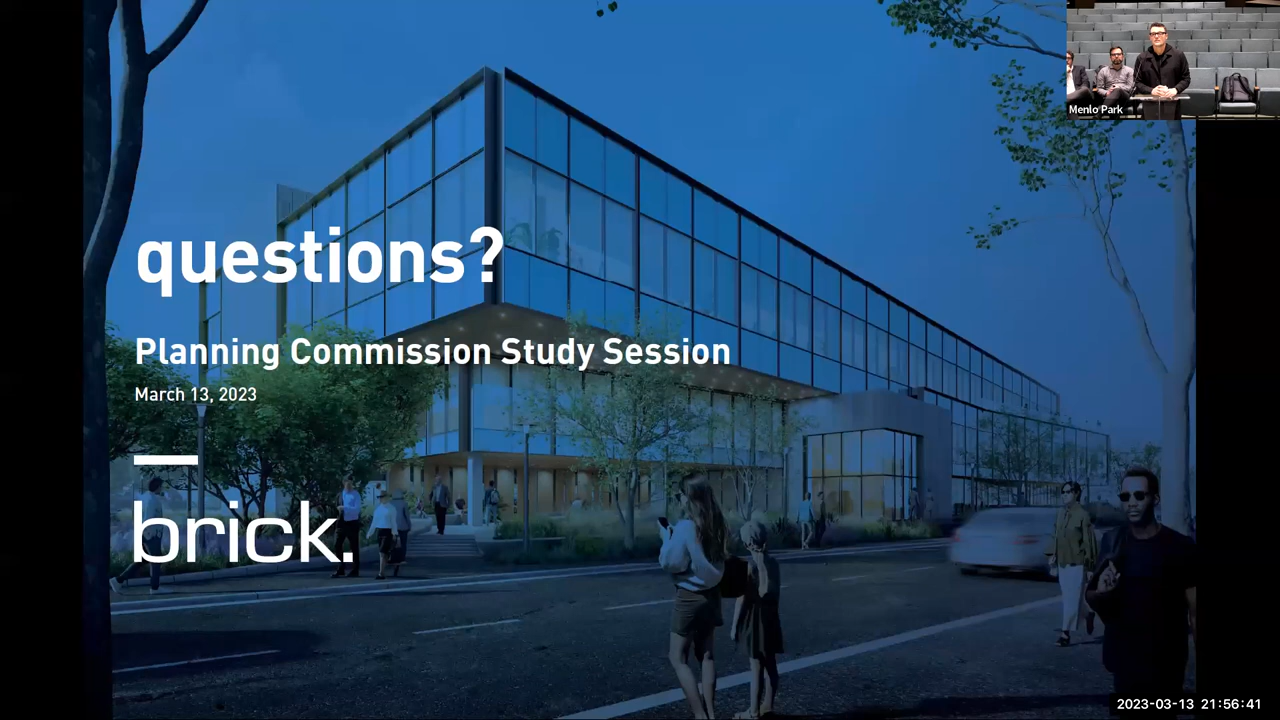 Menlo Park
questions?
Planning Commission Study Session
March 13, 2023
brick.
2023-03-13 21:56:41